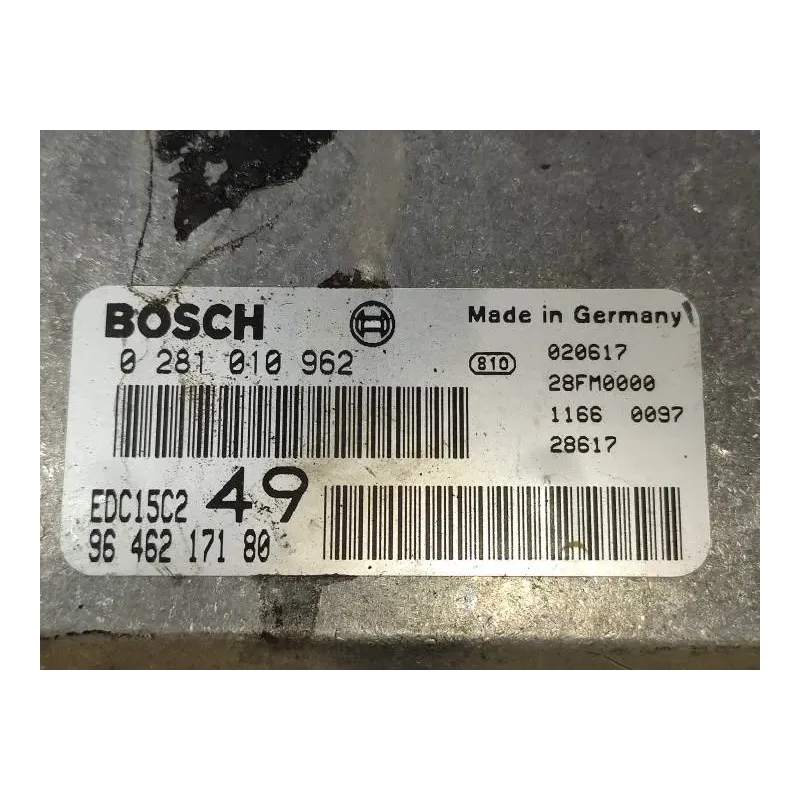 BOSCH
Made in Germany
0 281 010 962
810
020617
28FM0000
1166 0097
28617
EDC15C2 49
96 462 171 80